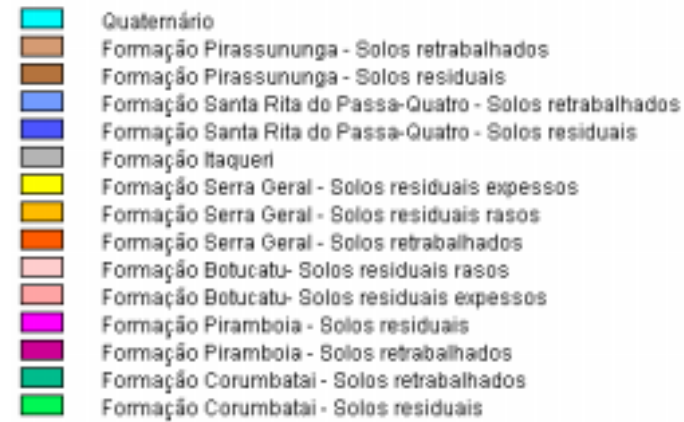 Quaternário
Formação Pirassununga - Solos retrabalhados
Formação Pirassununga - Solos residuais
Formação Santa Rita do Passa-Quatro - Solos retrabalhados
Formação Santa Rita do Passa-Quatro - Solos residuais
Formação Itaqueri
Formação Serra Geral - Solos residuais expessos
Formação Serra Geral - Solos residuais rasos
Formação Serra Geral - Solos retrabalhados
Formação Botucatu- Solos residuais rasos
Formação Botucatu- Solos residuais expessos
Formação Piramboia - Solos residuais
Formação Piramboia - Solos retrabalhados
Formação Corumbatai - Solos retrabalhados
Formação Corumbatai - Solos residuais